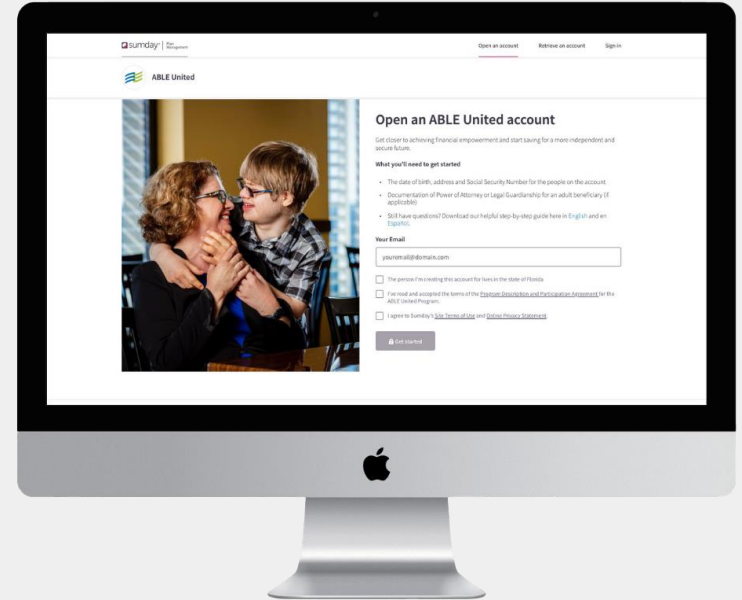 sumday | Plan Management
Open an account Retrieve an account Sign in
ABLE United
Open an ABLE United account
Get closer to achieving financial empowerment and start saving for a more independent and
secure future.
What you'll need to get started
• The date of birth, address and Social Security Number for the people on the account
• Documentation of Power of Attorney or Legal Guardianship for an adult beneficiary (if
applicable)
• Still have questions? Download our helpful step-by-step guide here in English and en
Español.
Your Email
youremail@domain.com
The person I'm creating this account for lives in the state of Florida
I've read and accepted the terms of the Program Description and Participation Agreement for the
ABLE United Program.
I agree to Sumday's Site Terms of Use and Online Privacy Statement.
Get started